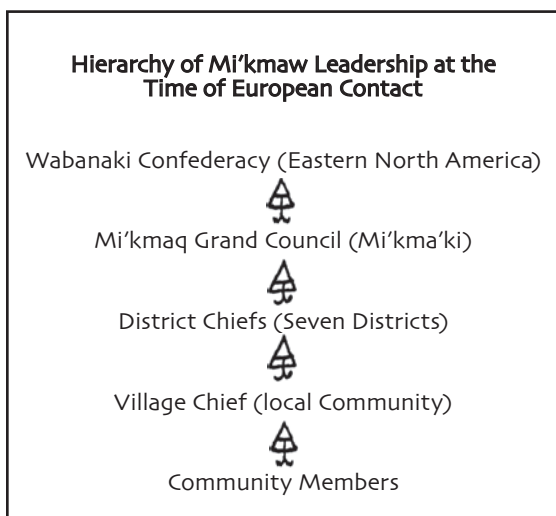 Hierarchy of Mi'kmaw Leadership at the
Time of European Contact
Wabanaki Confederacy (Eastern North America)
Mi'kmaq Grand Council (Mi'kma'ki)
District Chiefs (Seven Districts)
Village Chief (local Community)
Community Members